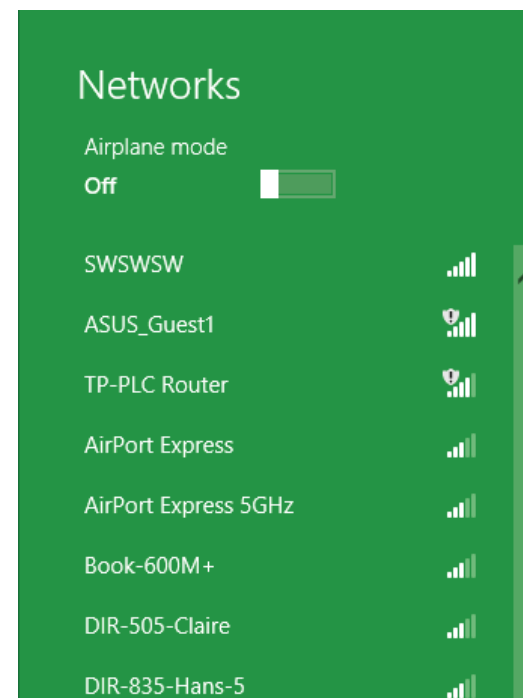 Networks
Airplane mode
Off
SWSWSW
ASUS_Guest1
TP-PLC Router
AirPort Express
AirPort Express 5GHz
Book-600M+
DIR-505-Claire
DIR-835-Hans-5